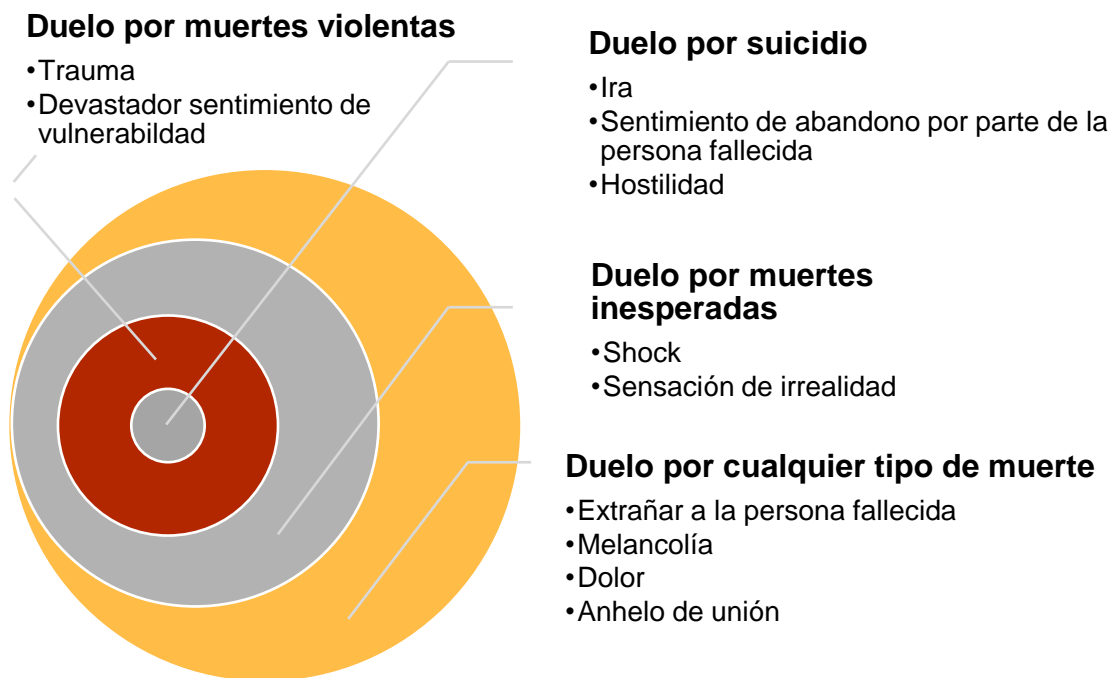 Duelo por muertes violentas
•Trauma
•Devastador sentimiento de
vulnerabildad
Duelo por suicidio
•Ira
•Sentimiento de abandono por parte de la
persona fallecida
•Hostilidad
Duelo por muertes
inesperadas
•Shock
•Sensación de irrealidad
Duelo por cualquier tipo de muerte
•Extrañar a la persona fallecida
•Melancolía
•Dolor
•Anhelo de unión